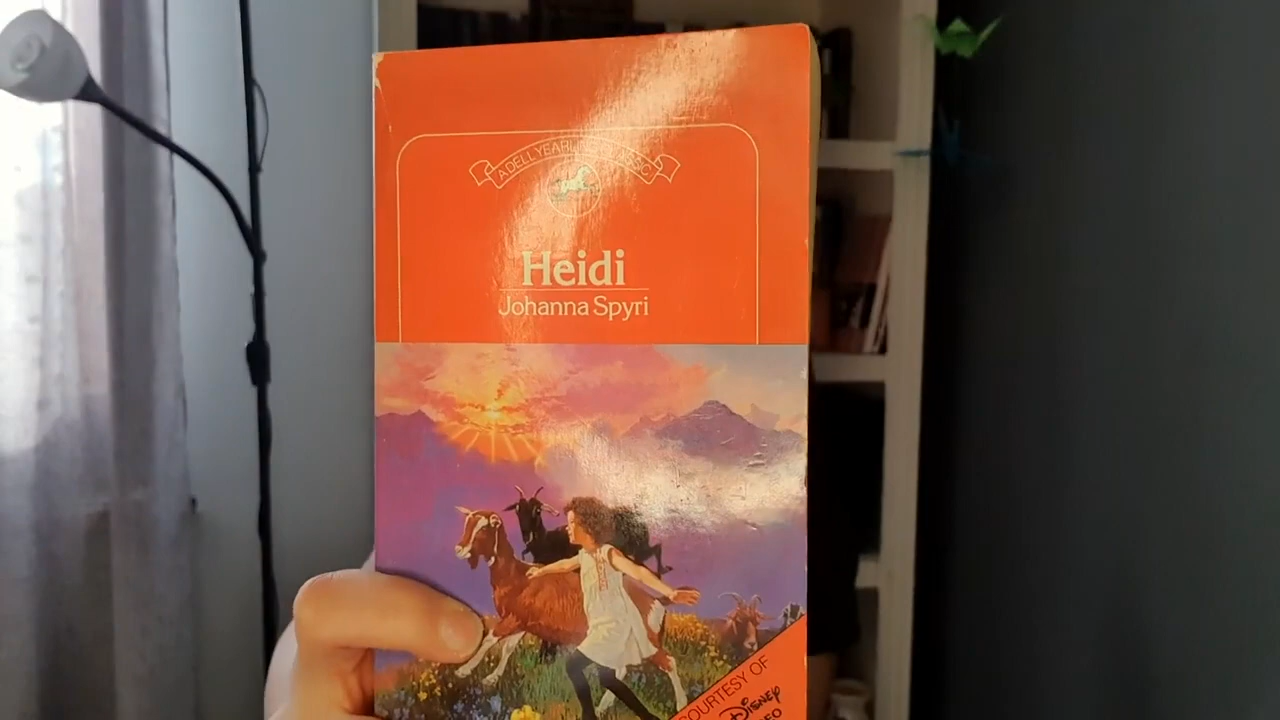 A DELL YEARLING CLASSIC
Heidi
Johanna Spyri
COURTESY OF
DISNEY